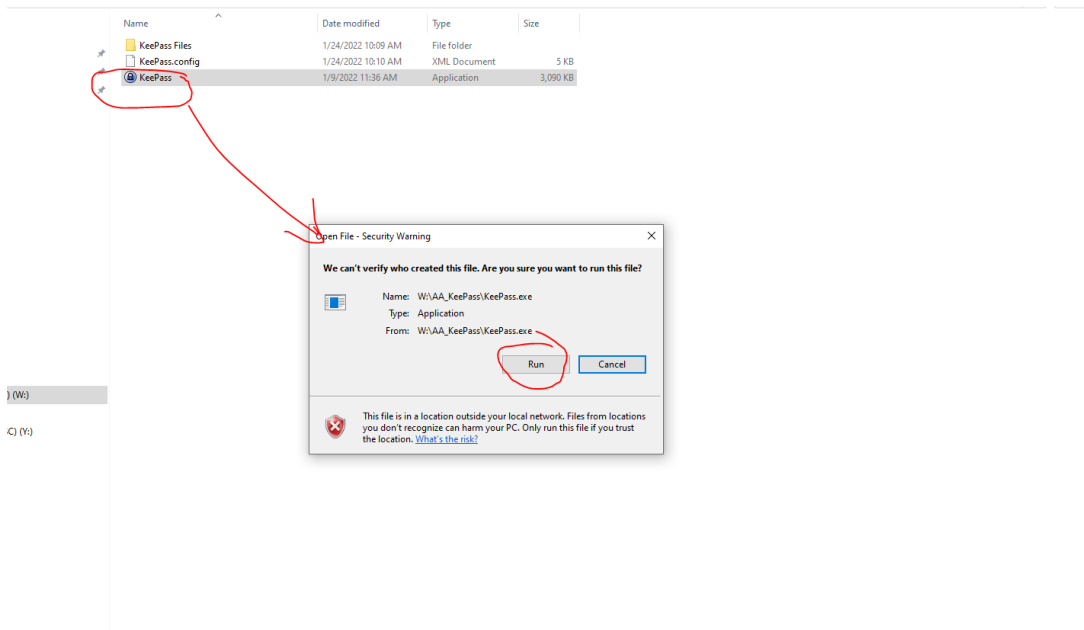 Name Date modified Type Size
KeePass Files 1/24/2022 10:09 AM File folder
KeePass.config 1/24/2022 10:10 AM XML Document 5 KB
KeePass 1/9/2022 11:36 AM Application 3,090 KB
Open File - Security Warning
We can't verify who created this file. Are you sure you want to run this file?
Name: W:\AA_KeePass\KeePass.exe
Type: Application
From: W:\AA_KeePass\KeePass.exe
Run Cancel
) (W:)
This file is in a location outside your local network. Files from locations
you don't recognize can harm your PC. Only run this file if you trust
the location. What's the risk?
C) (Y:)